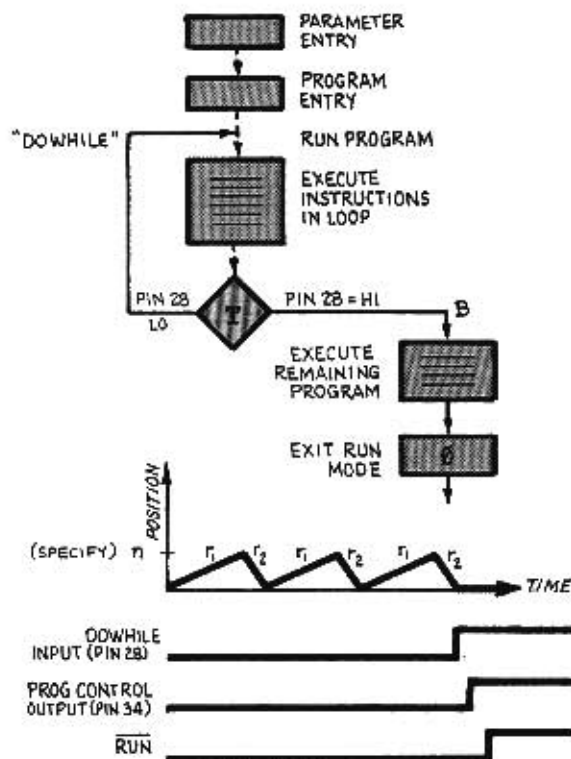 PARAMETER
ENTRY
PROGRAM
ENTRY
"DOWHILE"
RUN PROGRAM
EXECUTE
INSTRUCTIONS
IN LOOP
PIN 28
LO
T
PIN 28 = HI
B
EXECUTE
REMAINING
PROGRAM
EXIT RUN
MODE
0
POSITION
(SPECIFY) n
r1 r2 r1 r2 r1 r2
TIME
DOWHILE
INPUT (PIN 28)
PROG CONTROL
OUTPUT (PIN 34)
RUN